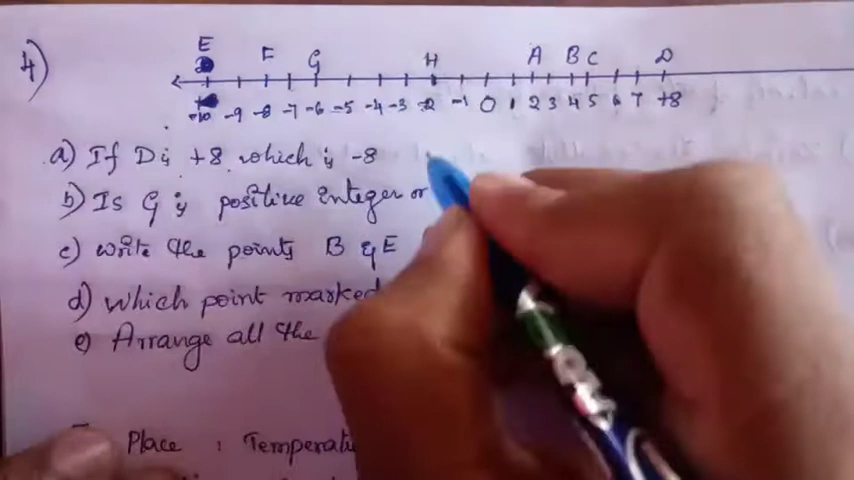 4)
E F G H A B C D
-10 -9 -8 -7 -6 -5 -4 -3 -2 -1 0 1 2 3 4 5 6 7 +8
a) If D is +8 which is -8
b) Is G is positive Integer or
c) write the points B & E
d) which point marked
e) Arrange all the
Place : Temperatu